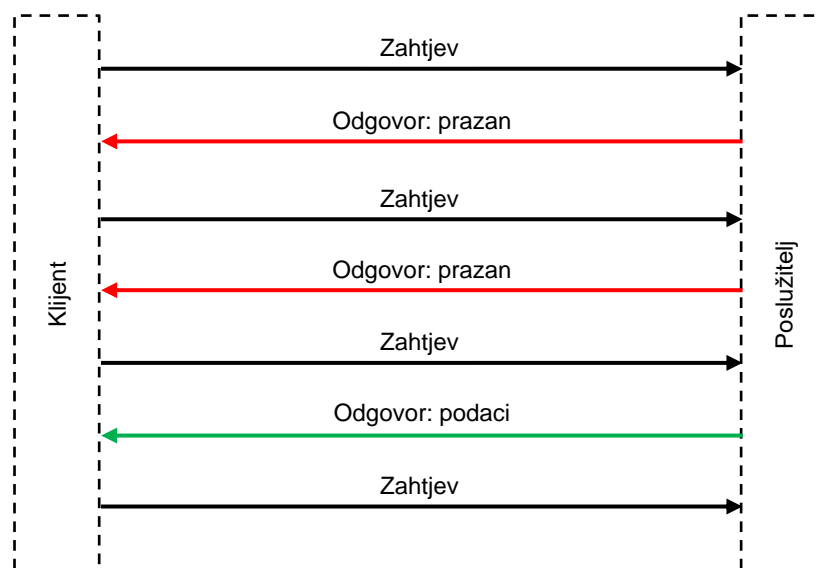 Zahtjev
Odgovor: prazan
Zahtjev
Odgovor: prazan
Zahtjev
Odgovor: podaci
Zahtjev
Klijent
Poslužitelj